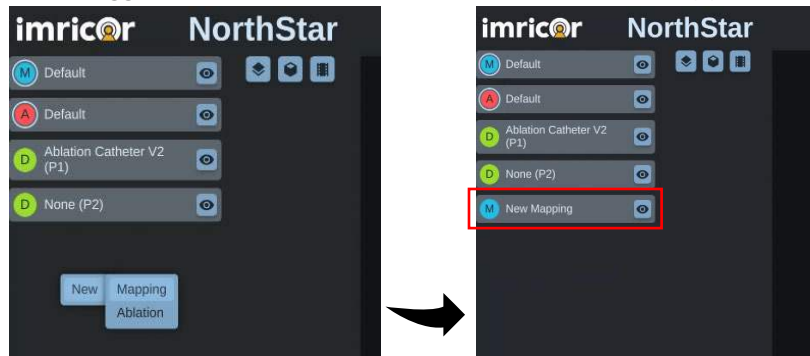 imricor NorthStar
M Default
A Default
D Ablation Catheter V2
(P1)
D None (P2)
New Mapping
Ablation
imricor NorthStar
M Default
A Default
D Ablation Catheter V2
(P1)
D None (P2)
M New Mapping